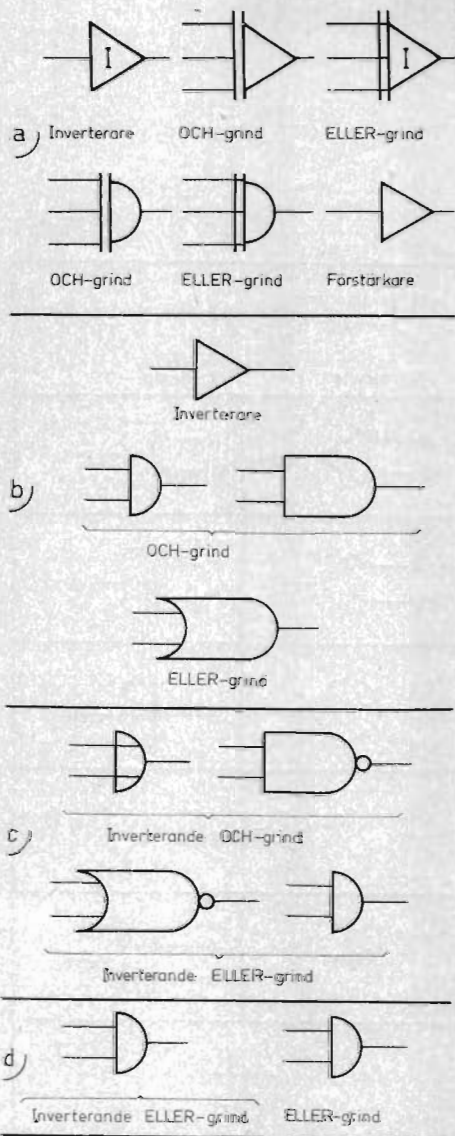 I I
a) Inverterare OCH-grind ELLER-grind
OCH-grind ELLER-grind Förstärkare
Inverterare
b)
OCH-grind
ELLER-grind
c) Inverterande OCH-grind
Inverterande ELLER-grind
d)
Inverterande ELLER-grind ELLER-grind